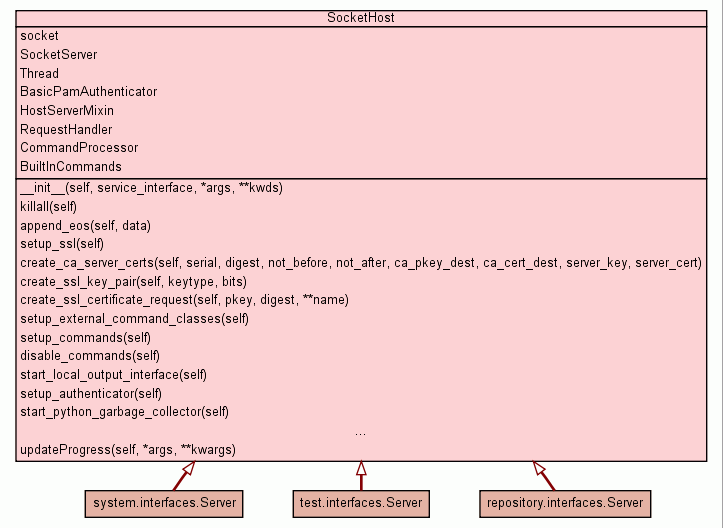 SocketHost
socket
SocketServer
Thread
BasicPamAuthenticator
HostServerMixin
RequestHandler
CommandProcessor
BuiltInCommands
__init__(self, service_interface, *args, **kwds)
killall(self)
append_eos(self, data)
setup_ssl(self)
create_ca_server_certs(self, serial, digest, not_before, not_after, ca_pkey_dest, ca_cert_dest, server_key, server_cert)
create_ssl_key_pair(self, keytype, bits)
create_ssl_certificate_request(self, pkey, digest, **name)
setup_external_command_classes(self)
setup_commands(self)
disable_commands(self)
start_local_output_interface(self)
setup_authenticator(self)
start_python_garbage_collector(self)
...
updateProgress(self, *args, **kwargs)
system.interfaces.Server test.interfaces.Server repository.interfaces.Server